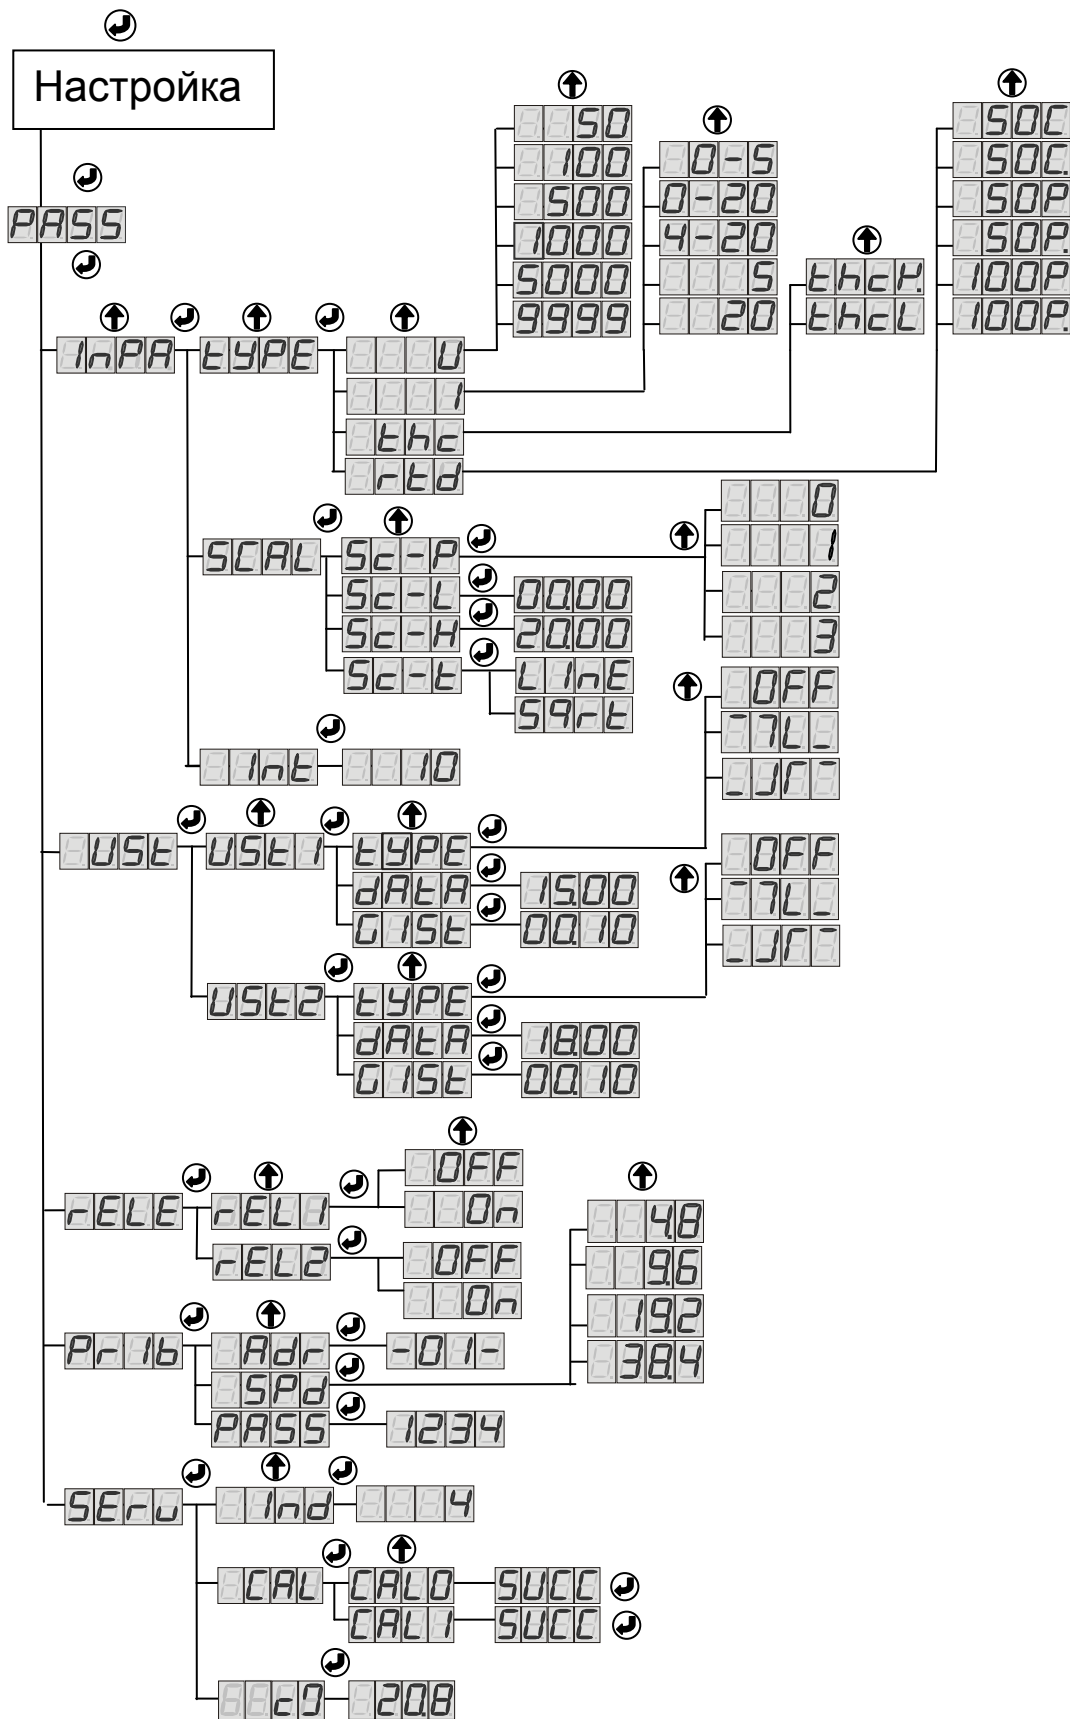 Настройка
PASS
InPA
tYPE
U
50
100
500
1000
5000
9999
I
0-5
0-20
4-20
5
20
thc
thcY.
thcL
rtd
50C
50C.
50P
50P.
100P
100P.
SCAL
Sc-P
0
1
2
3
Sc-L
00.00
Sc-H
20.00
Sc-t
LInE
Sqrt
Int
10
USt
USt1
tYPE
OFF
dAtA
15.00
GISt
00.10
USt2
tYPE
OFF
dAtA
18.00
GISt
00.10
rELE
rEL1
OFF
On
rEL2
OFF
On
PrIb
Adr
-01-
SPd
4.8
9.6
19.2
38.4
PASS
1234
SEru
Ind
4
CAL
CAL0
SUCC
CAL1
SUCC
20.8